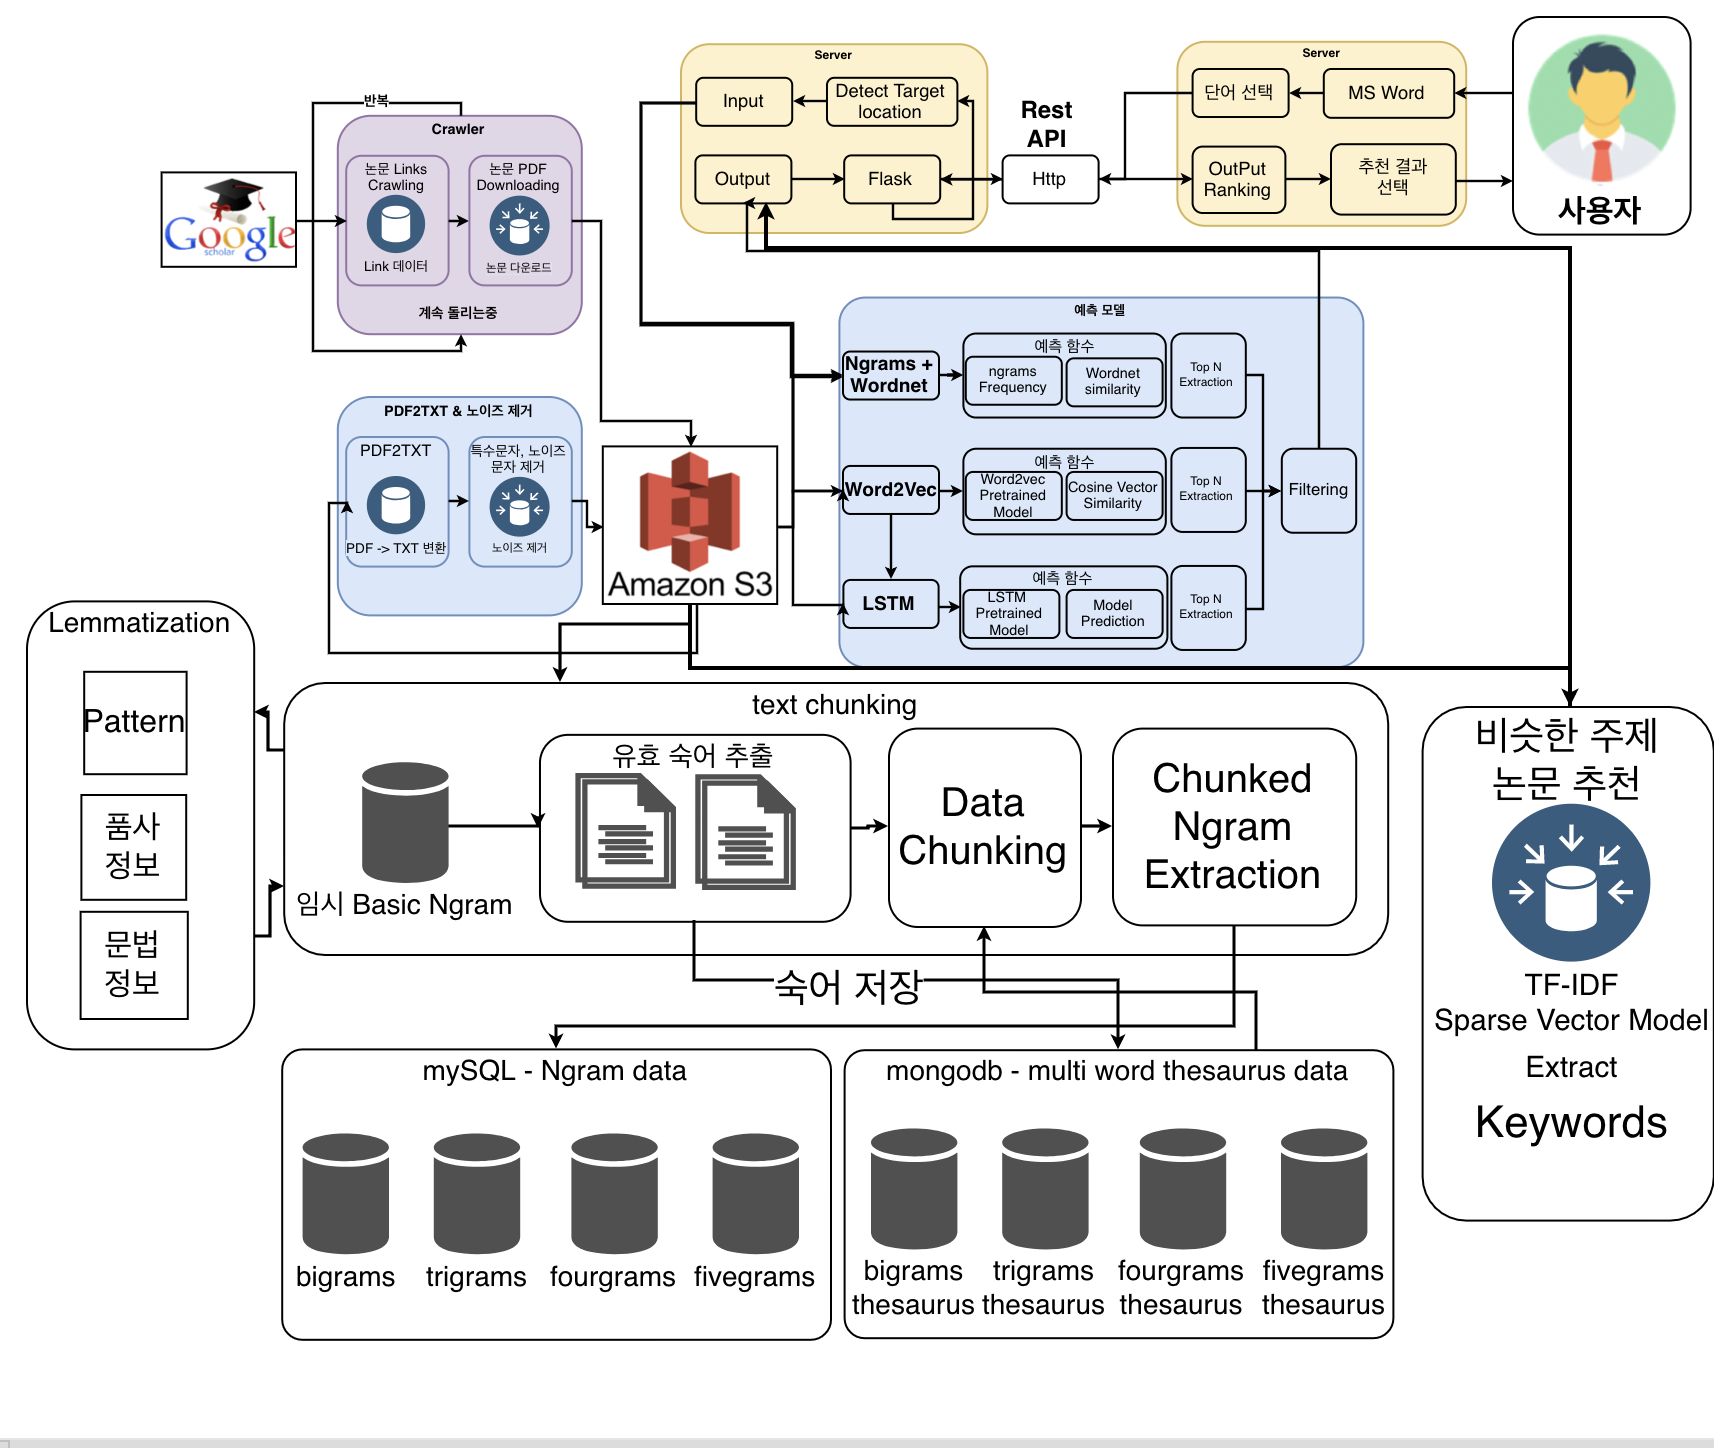 Server
Input
Detect Target
location
Output
Flask
Rest
API
Http
Server
단어 선택
MS Word
OutPut
Ranking
추천 결과
선택
사용자
반복
Crawler
논문 Links
Crawling
Link 데이터
논문 PDF
Downloading
논문 다운로드
계속 돌리는중
Google
scholar
PDF2TXT & 노이즈 제거
PDF2TXT
PDF -> TXT 변환
특수문자, 노이즈
문자 제거
노이즈 제거
Amazon S3
예측 모델
Ngrams +
Wordnet
예측 함수
ngrams
Frequency
Wordnet
similarity
Top N
Extraction
Word2Vec
예측 함수
Word2vec
Pretrained
Model
Cosine Vector
Similarity
Top N
Extraction
Filtering
LSTM
예측 함수
LSTM
Pretrained
Model
Model
Prediction
Top N
Extraction
Lemmatization
Pattern
품사
정보
문법
정보
text chunking
임시 Basic Ngram
유효 숙어 추출
Data
Chunking
Chunked
Ngram
Extraction
숙어 저장
비슷한 주제
논문 추천
TF-IDF
Sparse Vector Model
Extract
Keywords
mySQL - Ngram data
bigrams
trigrams
fourgrams
fivegrams
mongodb - multi word thesaurus data
bigrams
thesaurus
trigrams
thesaurus
fourgrams
thesaurus
fivegrams
thesaurus